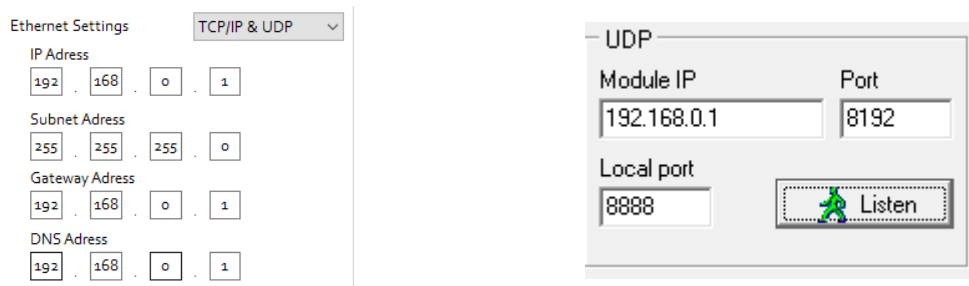 Ethernet Settings TCP/IP & UDP
IP Adress
192 . 168 . 0 . 1
Subnet Adress
255 . 255 . 255 . 0
Gateway Adress
192 . 168 . 0 . 1
DNS Adress
192 . 168 . 0 . 1
UDP
Module IP Port
192.168.0.1 8192
Local port
8888 Listen